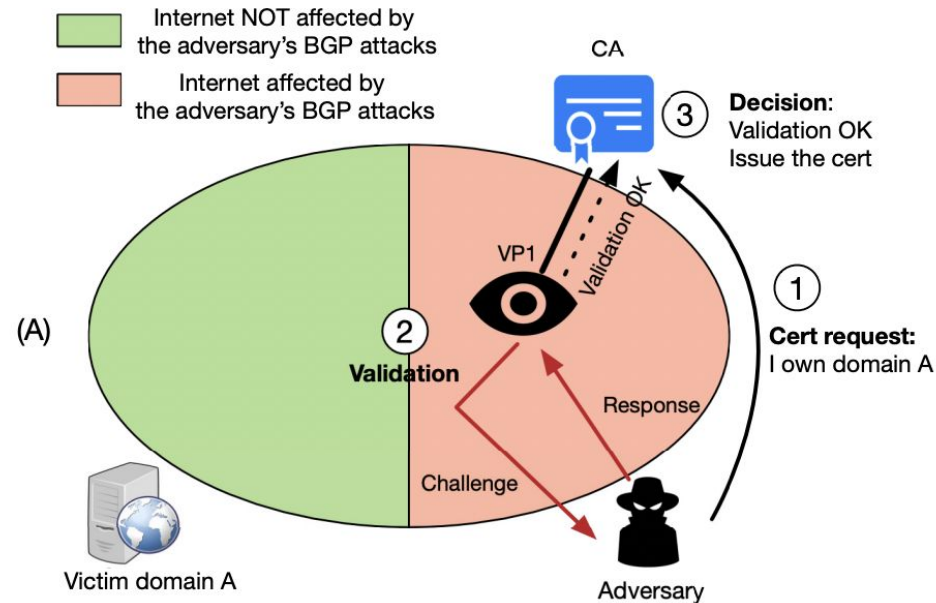 Internet NOT affected by
the adversary's BGP attacks
Internet affected by
the adversary's BGP attacks
CA
3
Decision:
Validation OK
Issue the cert
Validation OK
VP1
1
Cert request:
I own domain A
(A)
2
Validation
Response
Challenge
Victim domain A
Adversary